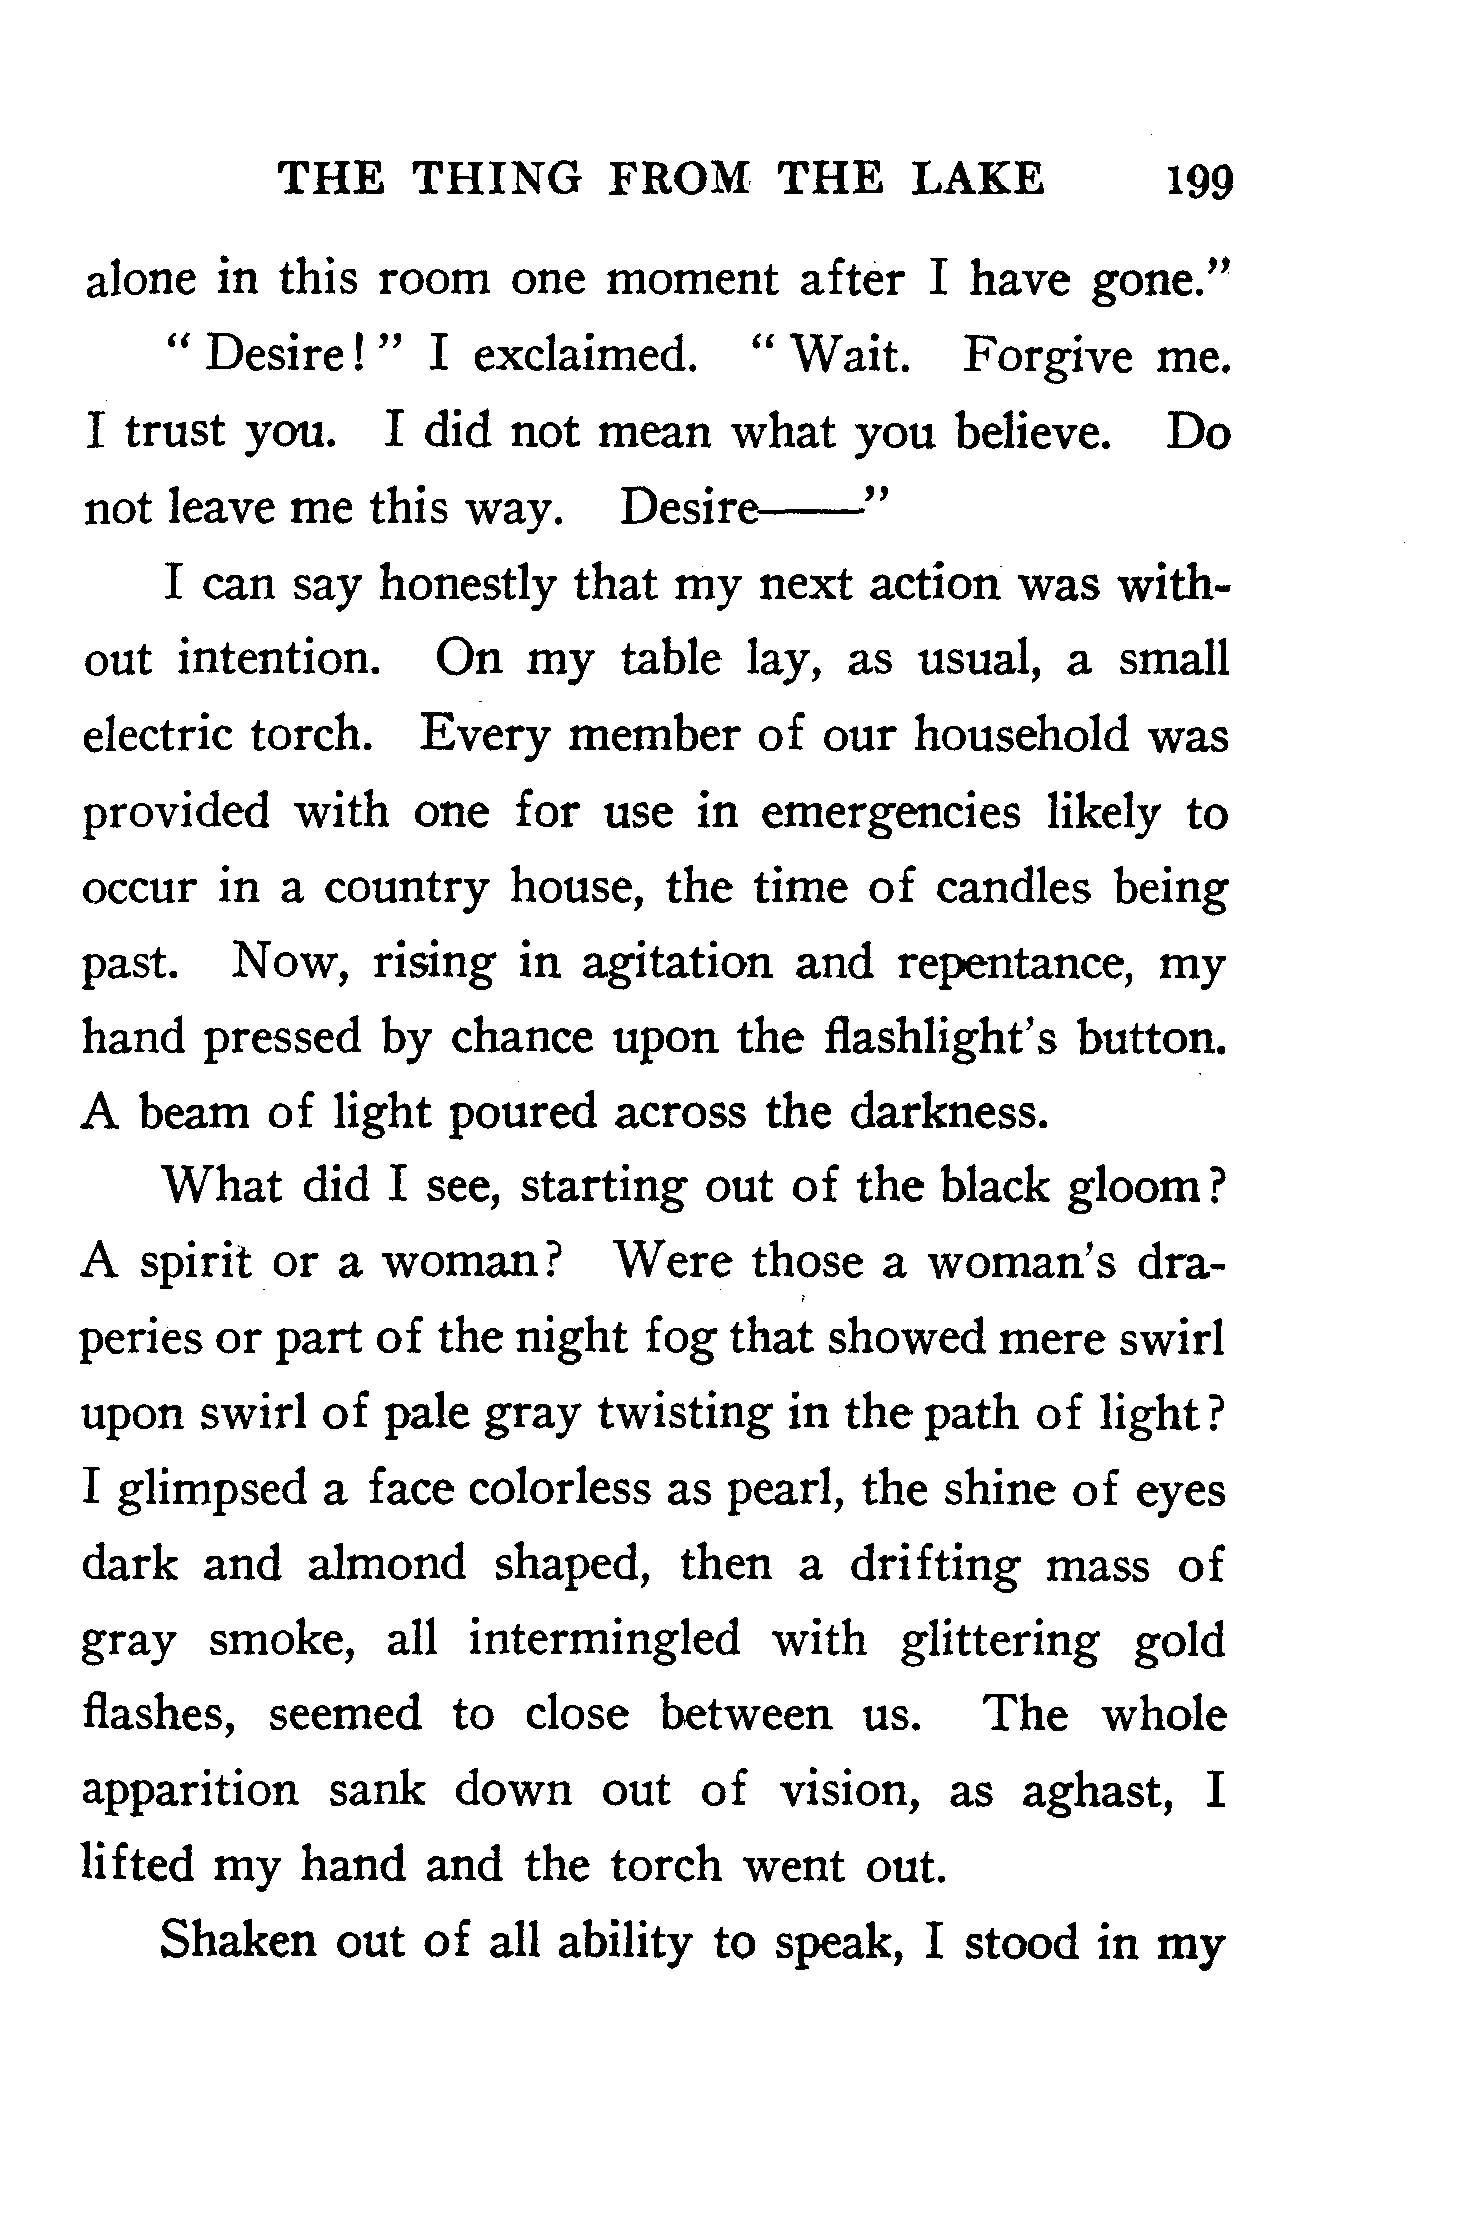 THE THING FROM THE LAKE 199
alone in this room one moment after I have gone.”
“ Desire! ” I exclaimed. “ Wait. Forgive me.
I trust you. I did not mean what you believe. Do
not leave me this way. Desire——”
I can say honestly that my next action was with-
out intention. On my table lay, as usual, a small
electric torch. Every member of our household was
provided with one for use in emergencies likely to
occur in a country house, the time of candles being
past. Now, rising in agitation and repentance, my
hand pressed by chance upon the flashlight’s button.
A beam of light poured across the darkness.
What did I see, starting out of the black gloom?
A spirit or a woman? Were those a woman’s dra-
peries or part of the night fog that showed mere swirl
upon swirl of pale gray twisting in the path of light?
I glimpsed a face colorless as pearl, the shine of eyes
dark and almond shaped, then a drifting mass of
gray smoke, all intermingled with glittering gold
flashes, seemed to close between us. The whole
apparition sank down out of vision, as aghast, I
lifted my hand and the torch went out.
Shaken out of all ability to speak, I stood in my